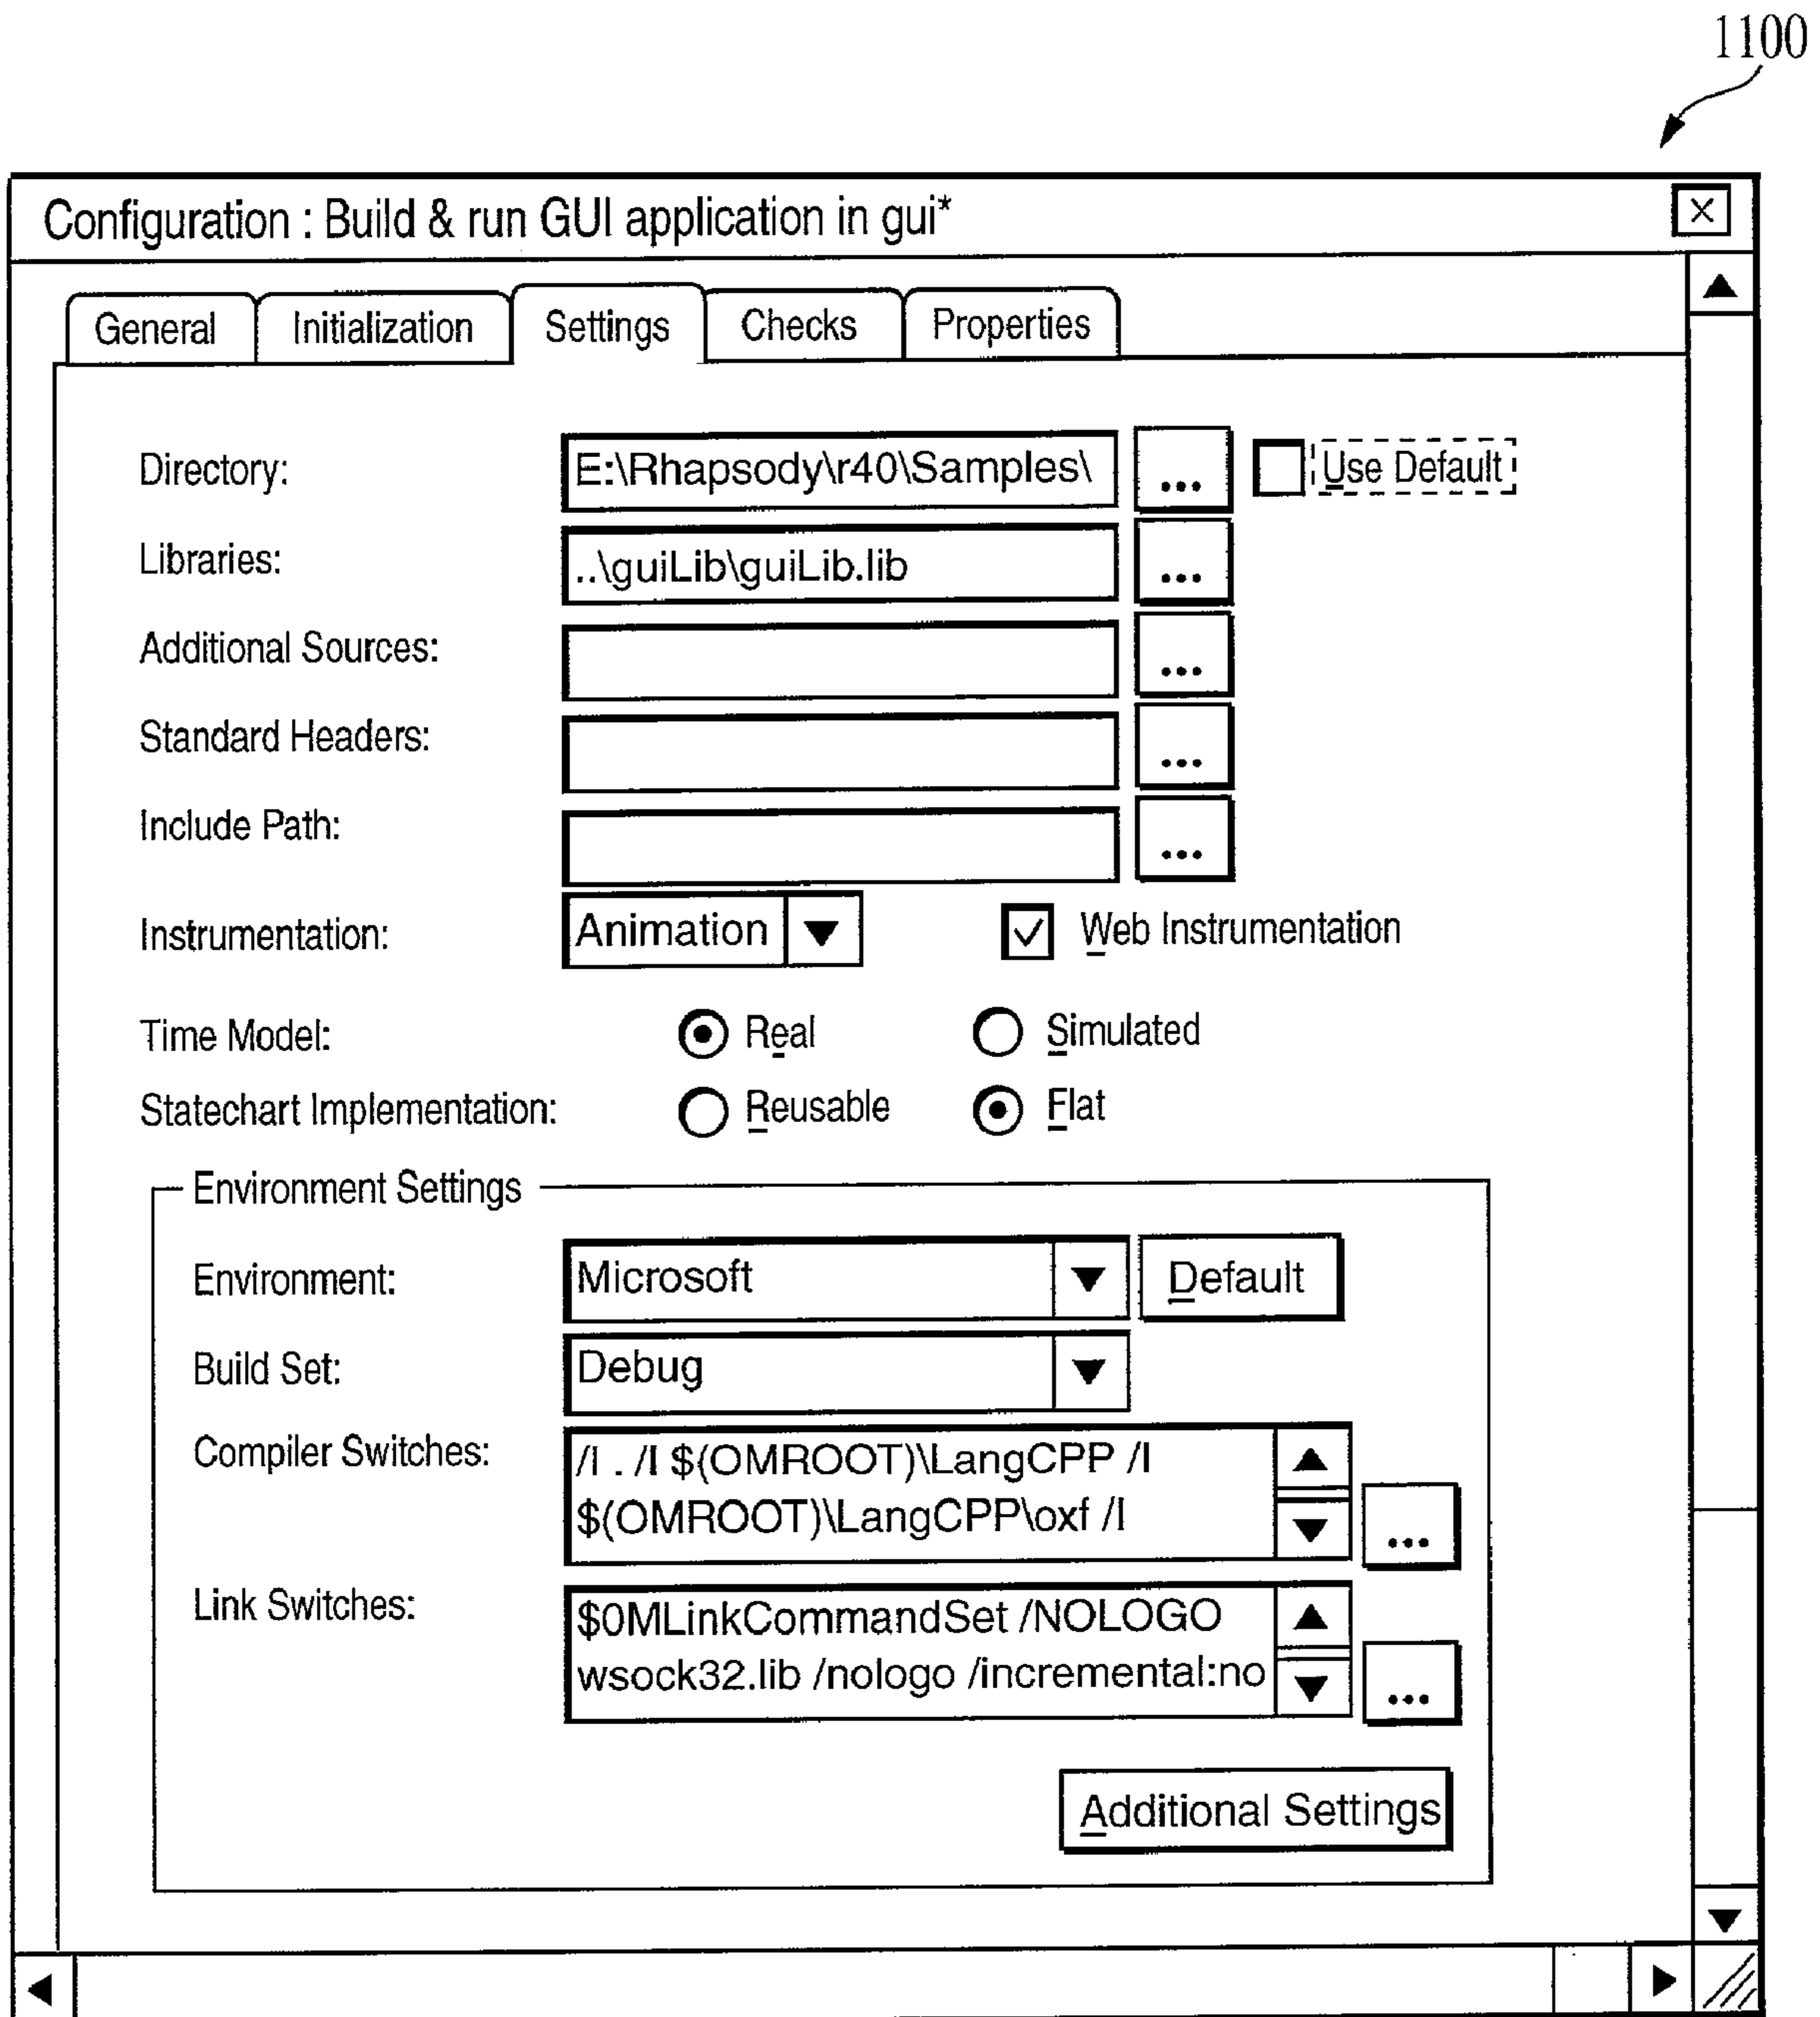 1100
Configuration : Build & run GUI application in gui*
General Initialization Settings Checks Properties
Directory: E:\Rhapsody\r40\Samples\ ... Use Default
Libraries: ..\guiLib\guiLib.lib ...
Additional Sources: ...
Standard Headers: ...
Include Path: ...
Instrumentation: Animation Web Instrumentation
Time Model: Real Simulated
Statechart Implementation: Reusable Flat
Environment Settings
Environment: Microsoft Default
Build Set: Debug
Compiler Switches: /I . /I $(OMROOT)\LangCPP /I
$(OMROOT)\LangCPP\oxf /I ...
Link Switches: $0MLinkCommandSet /NOLOGO
wsock32.lib /nologo /incremental:no ...
Additional Settings